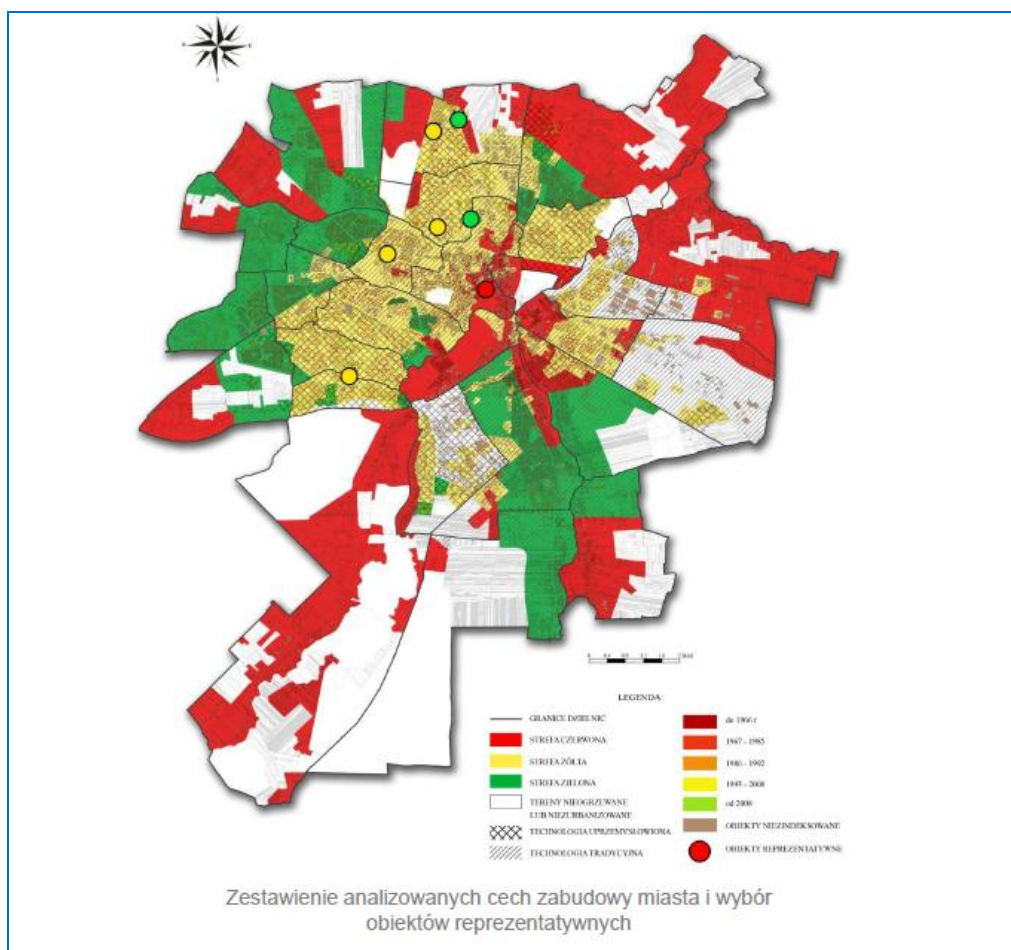 LEGENDA:
GRANICE DZIELNIC
STREFA CZERWONA
STREFA ŻÓŁTA
STREFA ZIELONA
TERENY NIEOGRZEWANE
LUB NIEZURBANIZOWANE
TECHNOLOGIA UPRZEMYSŁOWIONA
TECHNOLOGIA TRADYCYJNA
do 1966 r
1967 - 1985
1986 - 1992
1993 - 2008
od 2008
OBIEKTY NIEZINDEKSOWANE
OBIEKTY REPREZENTATYWNE
Zestawienie analizowanych cech zabudowy miasta i wybór
obiektów reprezentatywnych